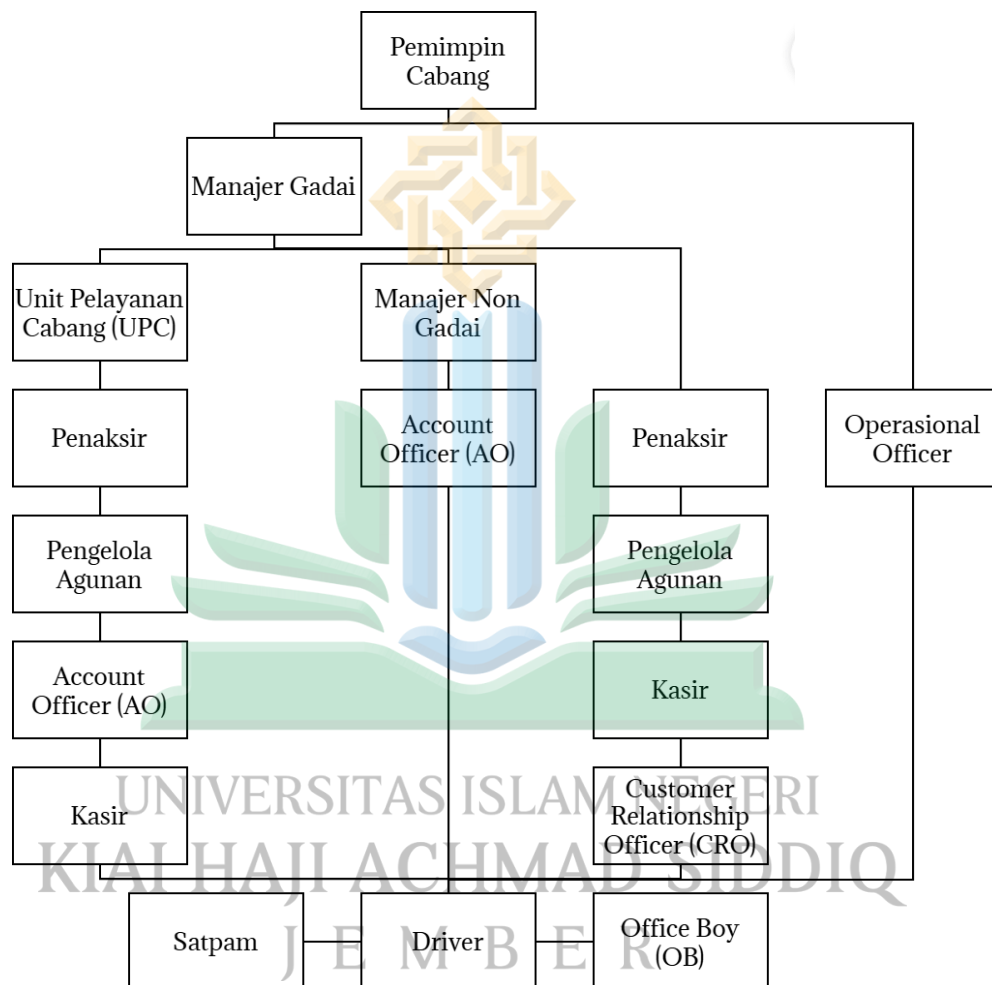 Pemimpin
Cabang
Manajer Gadai
Unit Pelayanan
Cabang (UPC)
Manajer Non
Gadai
Penaksir
Account
Officer (AO)
Penaksir
Operasional
Officer
Pengelola
Agunan
Pengelola
Agunan
Account
Officer (AO)
Kasir
Kasir
Customer
Relationship
Officer (CRO)
UNIVERSITAS ISLAM NEGERI
KIAI HAJI ACHMAD SIDDIQ
Satpam
Driver
Office Boy
(OB)
J E M B E R